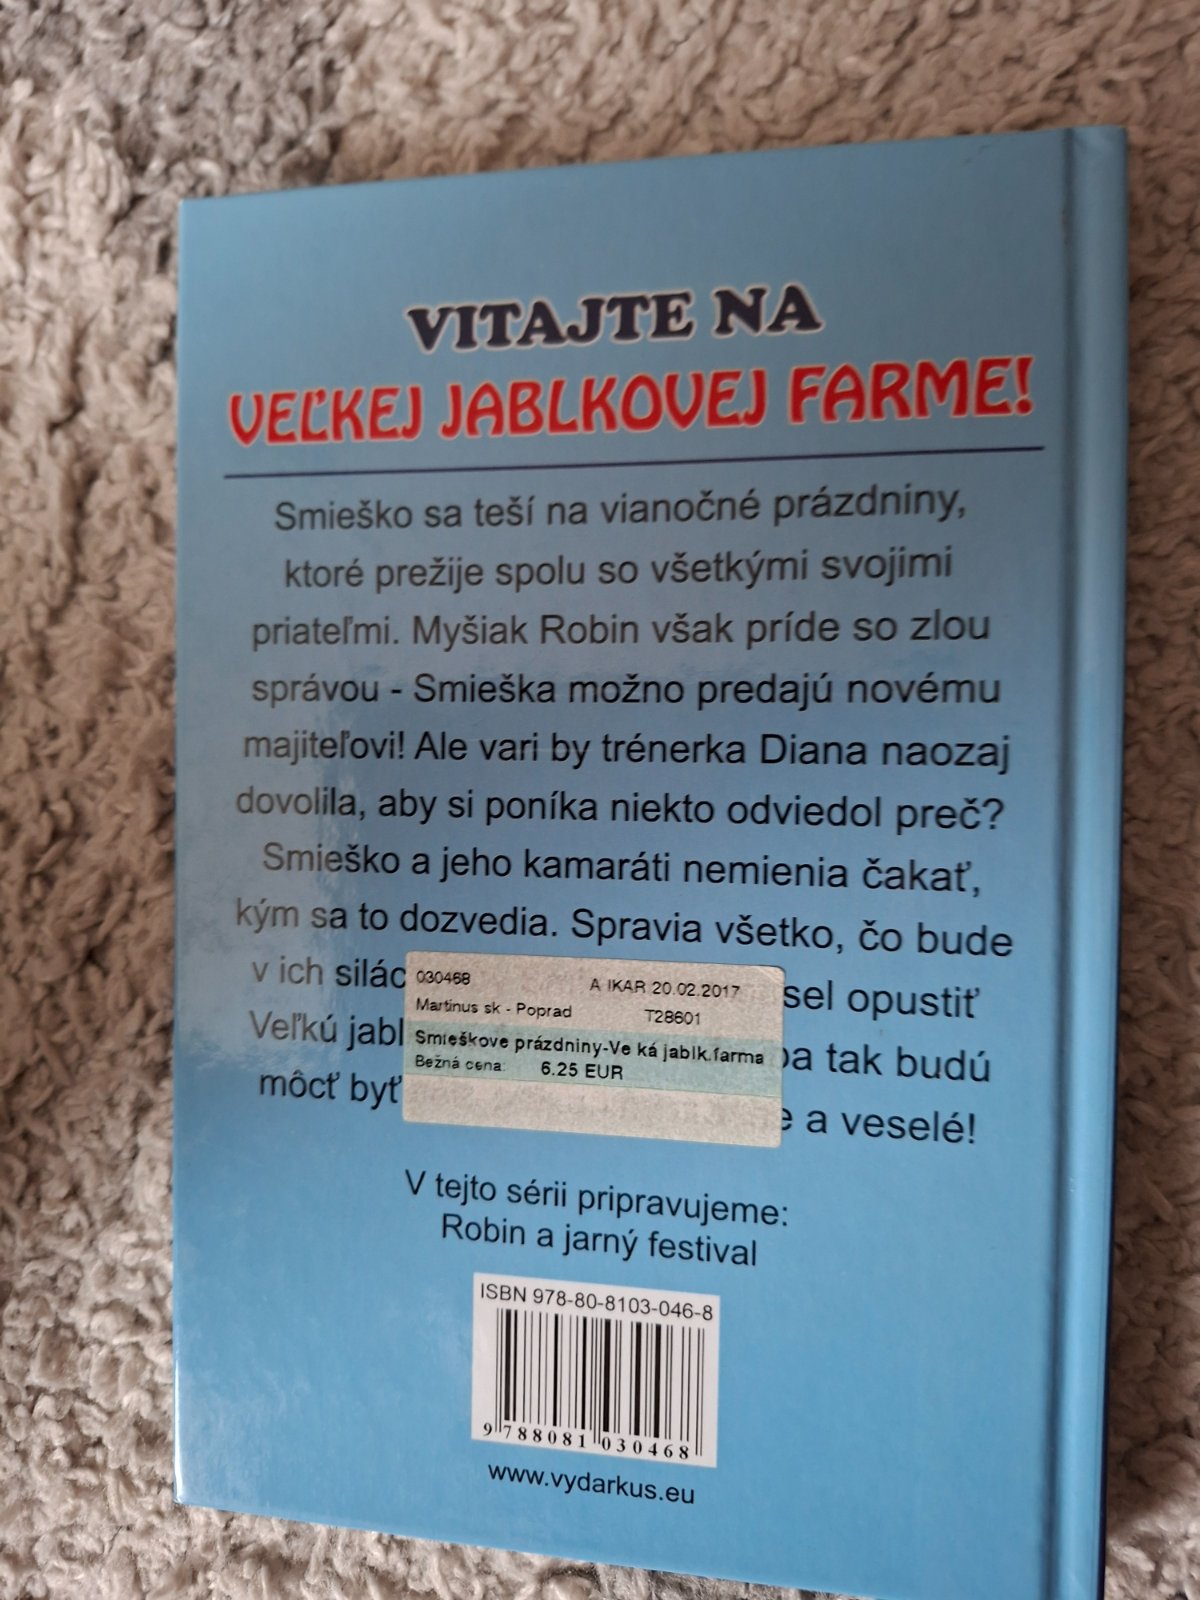 VITAJTE NA
VEĽKEJ JABLKOVEJ FARME!
Smieško sa teší na vianočné prázdniny,
ktoré prežije spolu so všetkými svojimi
priateľmi. Myšiak Robin však príde so zlou
správou - Smieška možno predajú novému
majiteľovi! Ale vari by trénerka Diana naozaj
dovolila, aby si poníka niekto odviedol preč?
Smieško a jeho kamaráti nemienia čakať,
kým sa to dozvedia. Spravia všetko, čo bude
v ich opustiť
Veľkú tak budú
môcť byť a veselé!
030468 A IKAR 20.02.2017
Martinus sk - Poprad T28601
Smieškove prázdniny-Ve ká jablk.farma
Bežná cena: 6.25 EUR
V tejto sérii pripravujeme:
Robin a jarný festival
ISBN 978-80-8103-046-8
9 788081 030468
www.vydarkus.eu